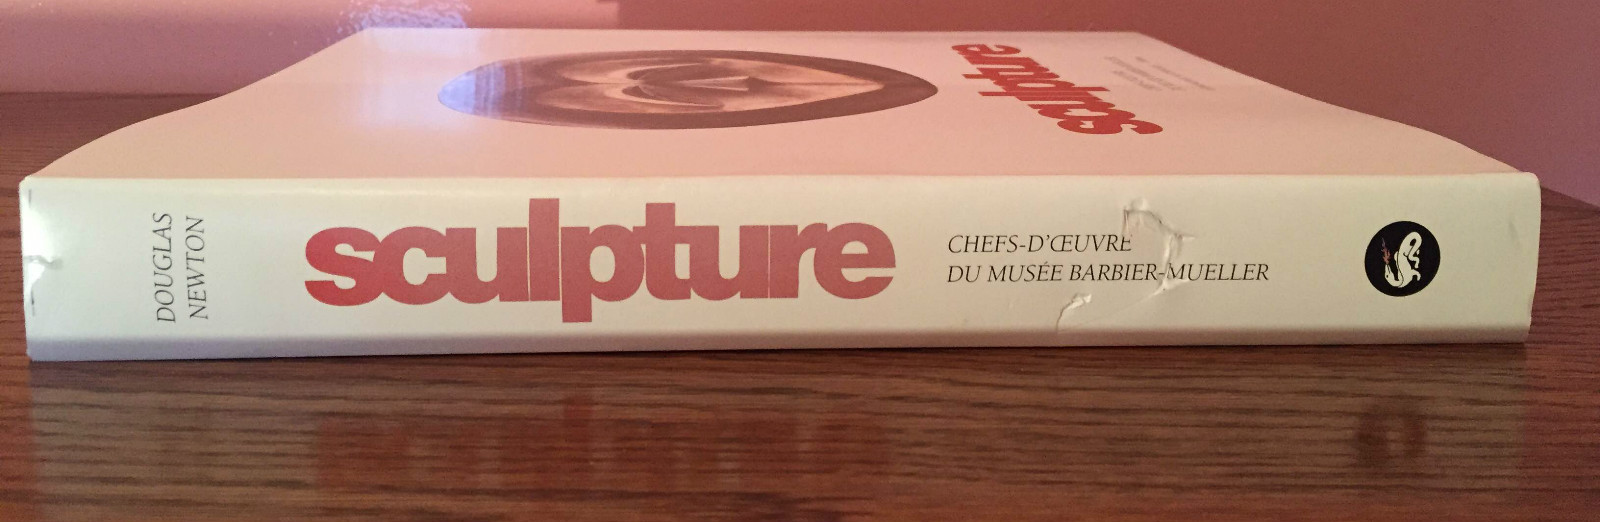 DOUGLAS
NEWTON
sculpture
CHEFS-D'ŒUVRE
DU MUSÉE BARBIER-MUELLER
sculpture